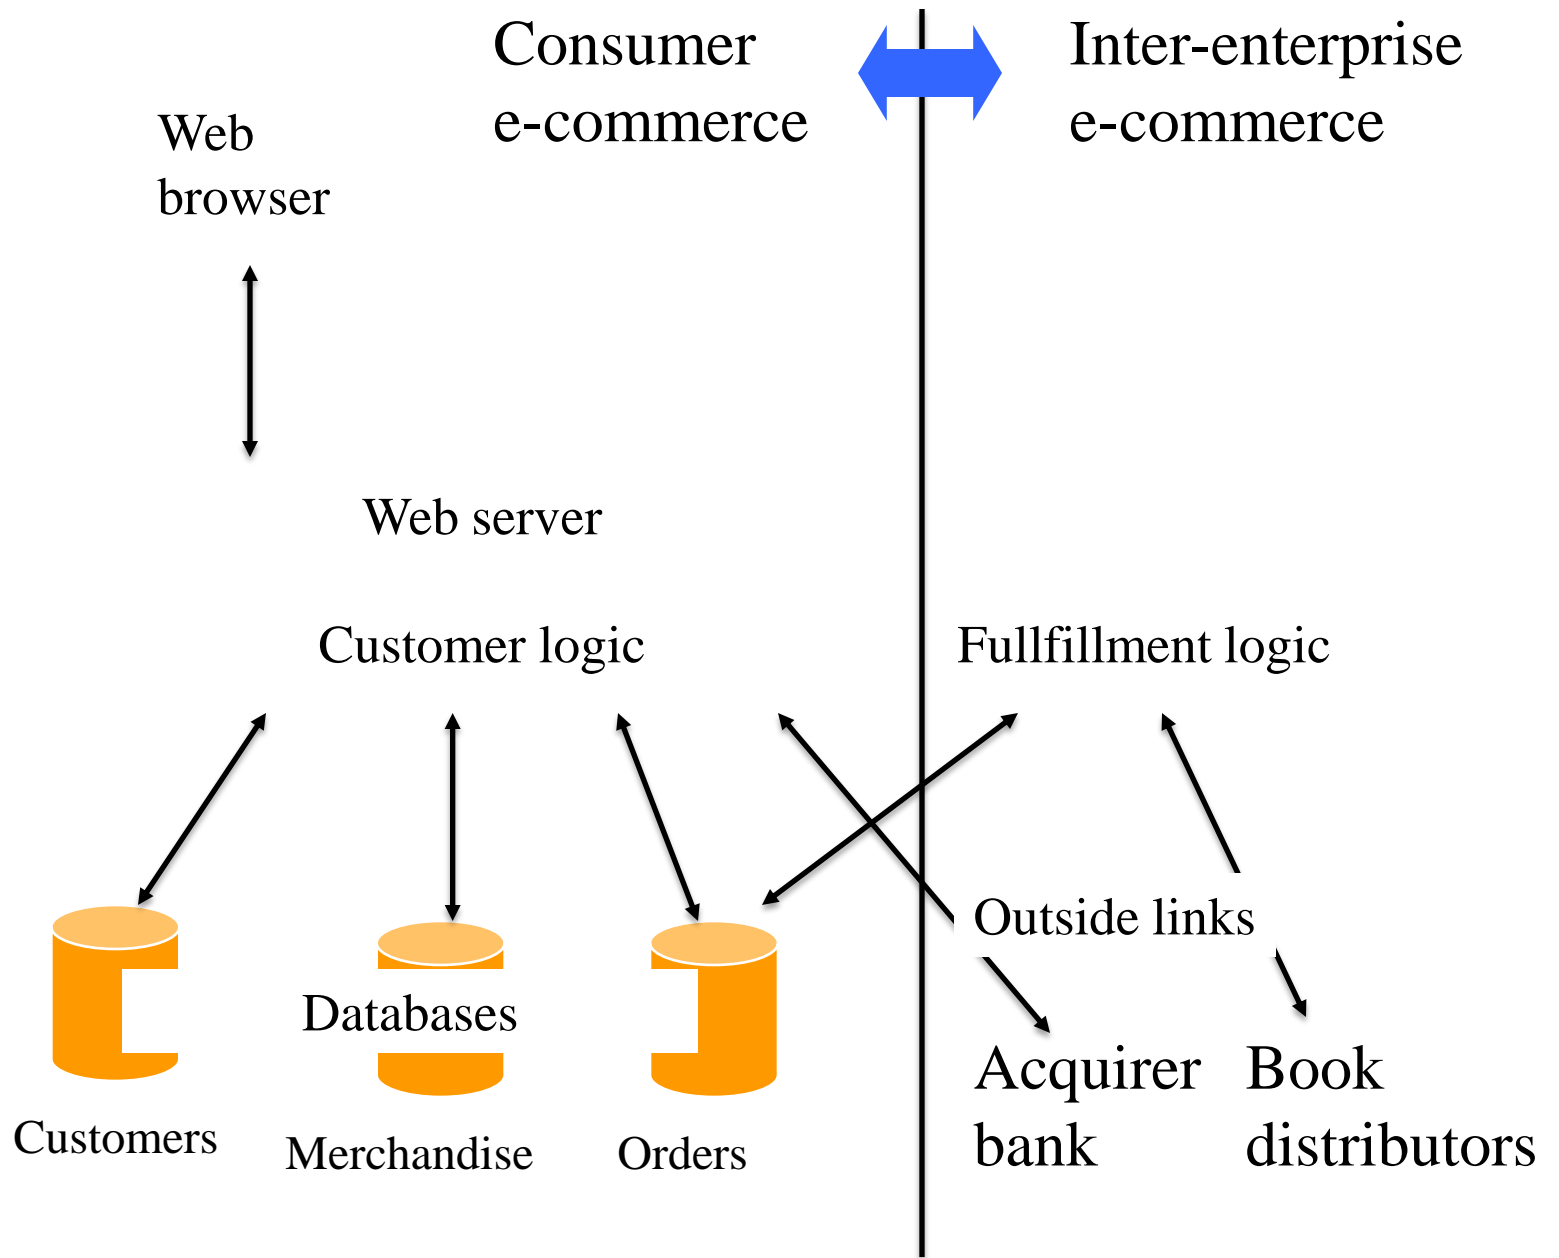 Consumer
e-commerce
Inter-enterprise
e-commerce
Web
browser
Web server
Customer logic
Fullfillment logic
Outside links
Databases
Acquirer
bank
Book
distributors
Customers
Merchandise
Orders